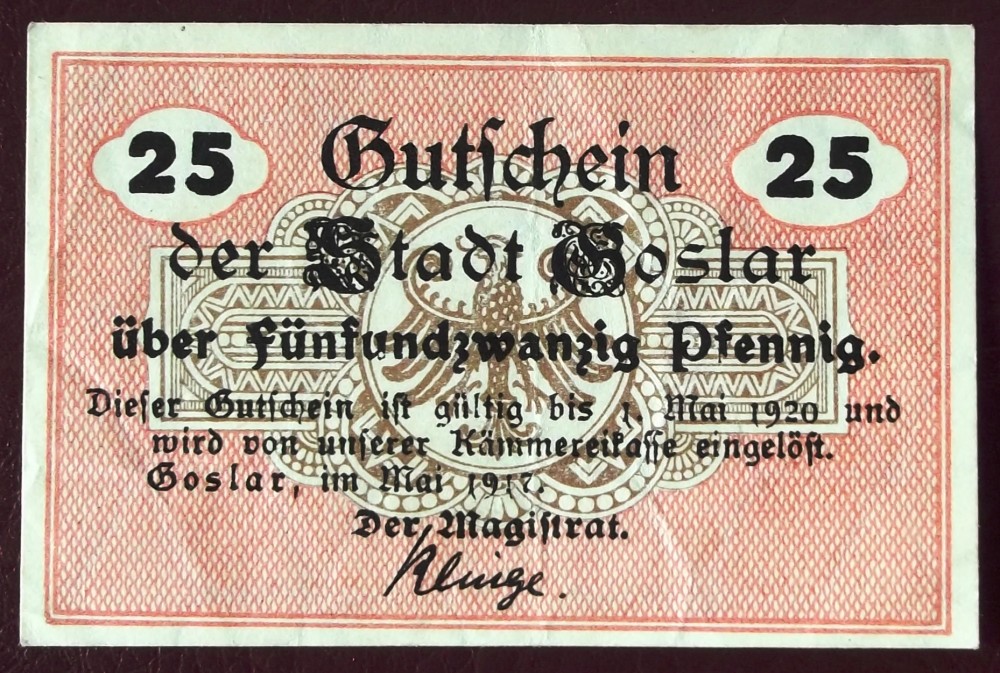 25 Gutschein 25
der Stadt Goslar
über Fünfundzwanzig Pfennig.
Dieser Gutschein ist gültig bis 1. Mai 1920 und
wird von unserer Kämmereikasse eingelöst.
Goslar, im Mai 1917.
Der Magistrat.
Klinge.